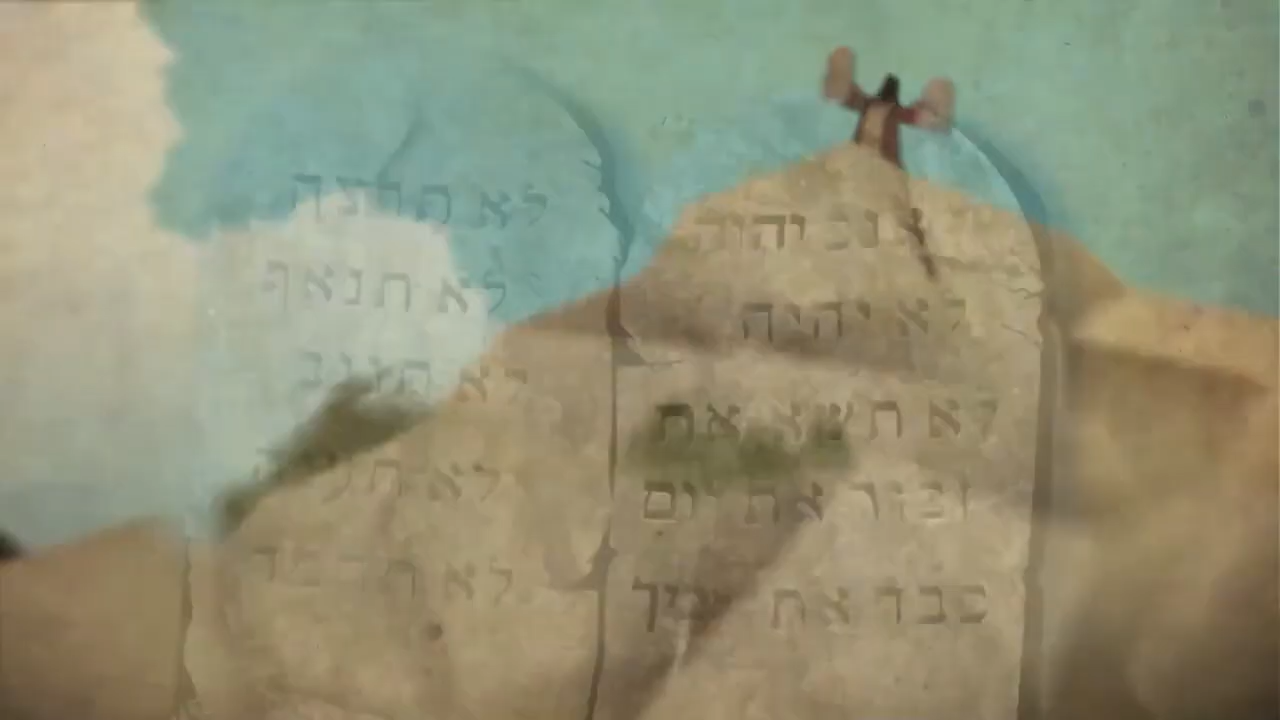 אנכי יהוה
לא יהיה
לא תשא את
זכור את יום
כבד את
לא תרצח
לא תנאף
לא תגנב
לא
לא